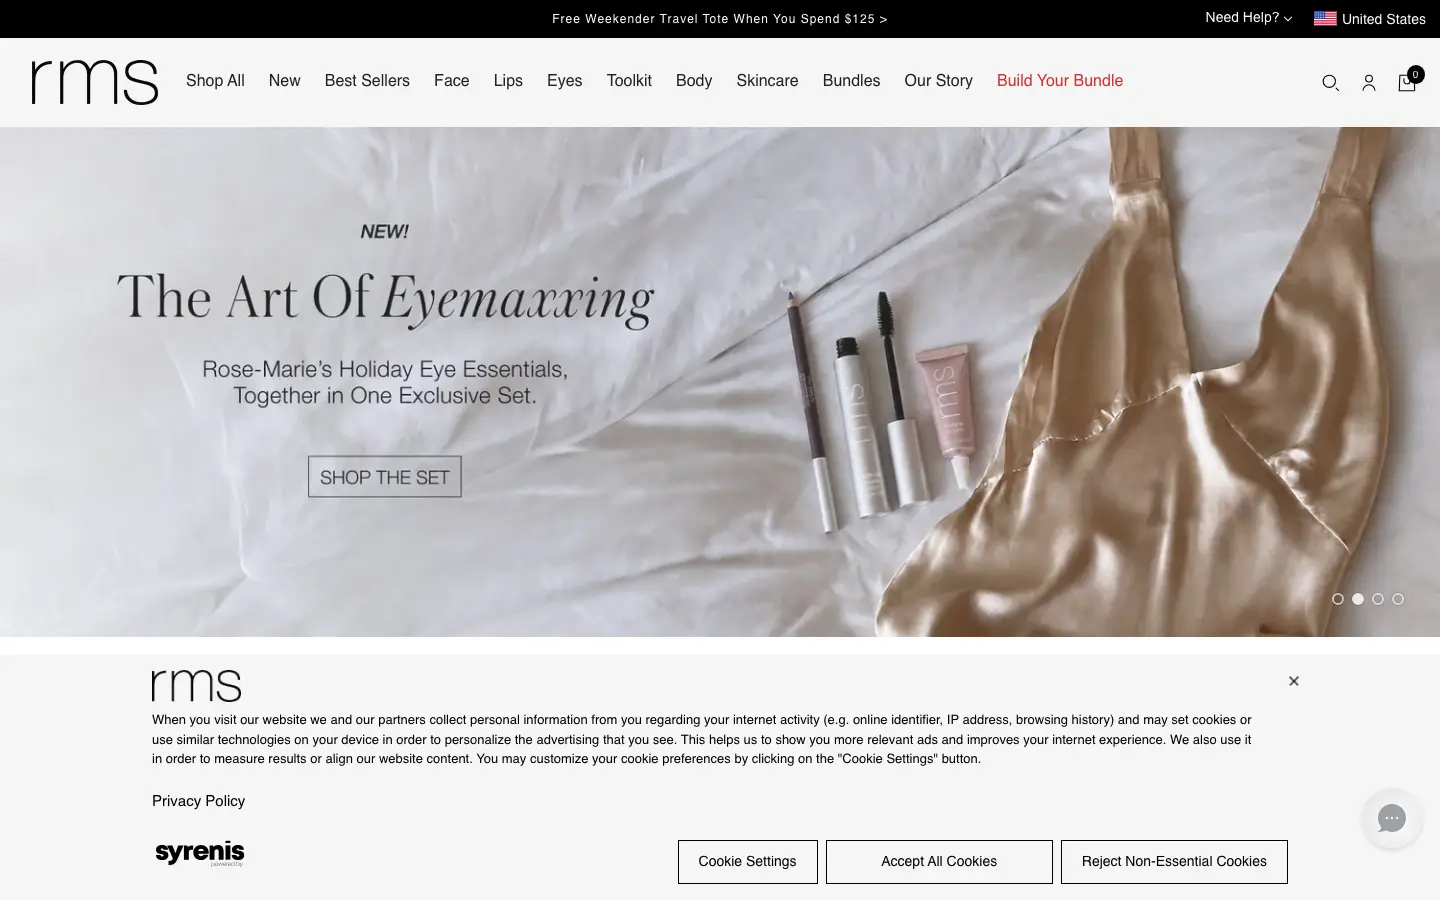 Free Weekender Travel Tote When You Spend $125 >
Need Help?
United States
rms
Shop All
New
Best Sellers
Face
Lips
Eyes
Toolkit
Body
Skincare
Bundles
Our Story
Build Your Bundle
0
NEW!
The Art Of Eyemaxxing
Rose-Marie's Holiday Eye Essentials,
Together in One Exclusive Set.
SHOP THE SET
rms
rms
rms
When you visit our website we and our partners collect personal information from you regarding your internet activity (e.g. online identifier, IP address, browsing history) and may set cookies or
use similar technologies on your device in order to personalize the advertising that you see. This helps us to show you more relevant ads and improves your internet experience. We also use it
in order to measure results or align our website content. You may customize your cookie preferences by clicking on the "Cookie Settings" button.
Privacy Policy
syrenis
powered by
Cookie Settings
Accept All Cookies
Reject Non-Essential Cookies